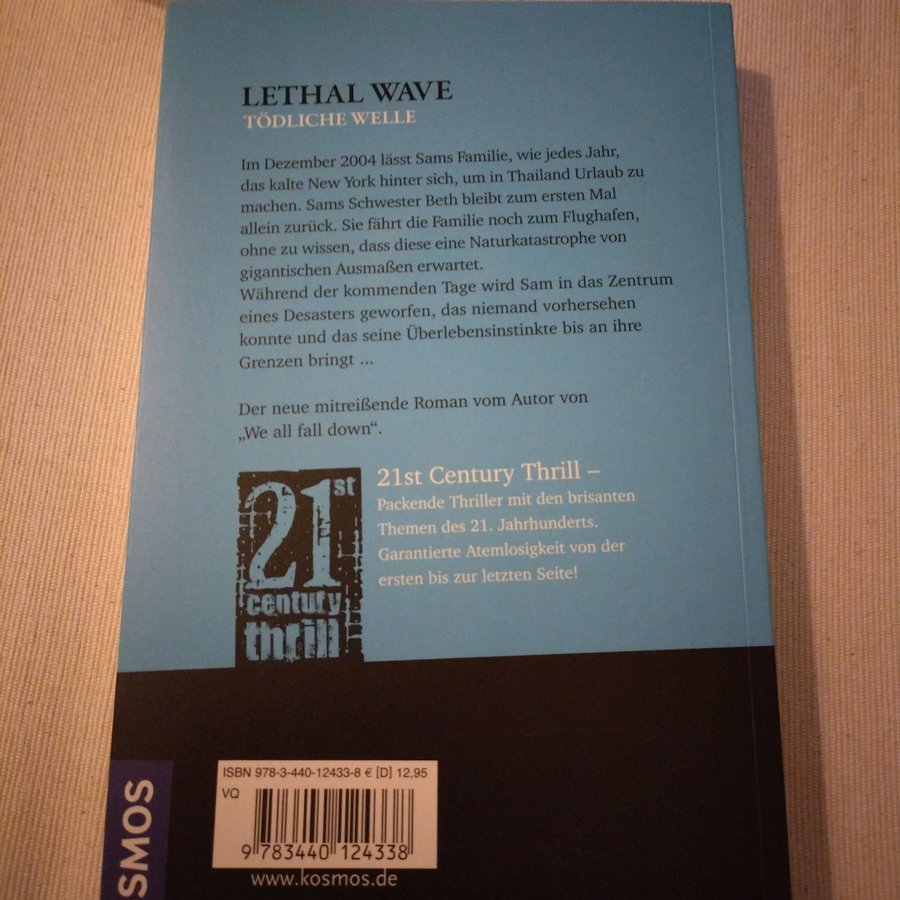 LETHAL WAVE
TÖDLICHE WELLE
Im Dezember 2004 lässt Sams Familie, wie jedes Jahr,
das kalte New York hinter sich, um in Thailand Urlaub zu
machen. Sams Schwester Beth bleibt zum ersten Mal
allein zurück. Sie fährt die Familie noch zum Flughafen,
ohne zu wissen, dass diese eine Naturkatastrophe von
gigantischen Ausmaßen erwartet.
Während der kommenden Tage wird Sam in das Zentrum
eines Desasters geworfen, das niemand vorhersehen
konnte und das seine Überlebensinstinkte bis an ihre
Grenzen bringt ...
Der neue mitreißende Roman vom Autor von
„We all fall down“.
21st
century
thrill
21st Century Thrill –
Packende Thriller mit den brisanten
Themen des 21. Jahrhunderts.
Garantierte Atemlosigkeit von der
ersten bis zur letzten Seite!
ISBN 978-3-440-12433-8 € [D] 12,95
VQ
9 783440 124338
www.kosmos.de
OSMOS